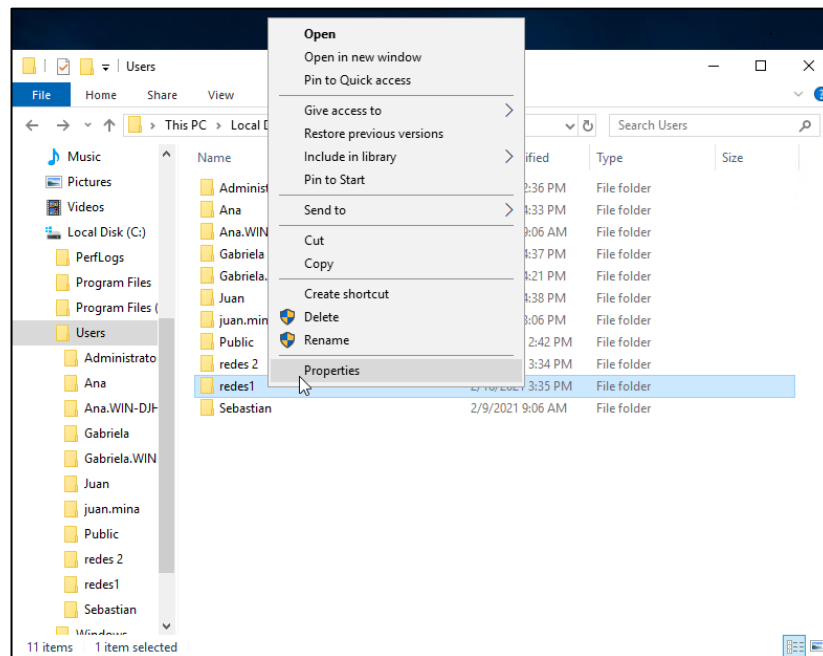 Users
File Home Share View
This PC Local
Search Users
Open
Open in new window
Pin to Quick access
Give access to
Restore previous versions
Include in library
Pin to Start
Send to
Cut
Copy
Create shortcut
Delete
Rename
Properties
Music
Pictures
Videos
Local Disk (C:)
PerfLogs
Program Files
Program Files (
Users
Administrato
Ana
Ana.WIN-DJH
Gabriela
Gabriela.WIN
Juan
juan.mina
Public
redes 2
redes1
Sebastian
Windows
Name ified Type Size
Administ 2:36 PM File folder
Ana 4:33 PM File folder
Ana.WIN 9:06 AM File folder
Gabriela 4:37 PM File folder
Gabriela. 4:21 PM File folder
Juan 4:38 PM File folder
juan.min 3:06 PM File folder
Public 2:42 PM File folder
redes 2 3:34 PM File folder
redes1 3:35 PM File folder
Sebastian 2/9/2021 9:06 AM File folder
11 items 1 item selected